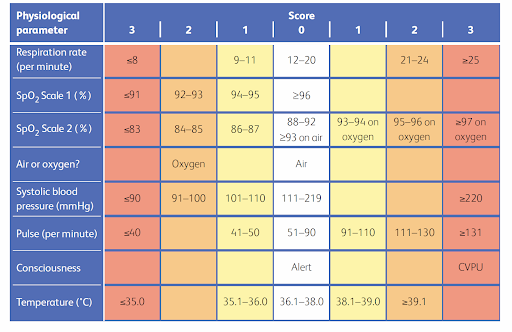 Physiological parameter Score
3 2 1 0 1 2 3
Respiration rate (per minute) ≤8 9–11 12–20 21–24 ≥25
SpO₂ Scale 1 (%) ≤91 92–93 94–95 ≥96
SpO₂ Scale 2 (%) ≤83 84–85 86–87 88–92 ≥93 on air 93–94 on oxygen 95–96 on oxygen ≥97 on oxygen
Air or oxygen? Oxygen Air
Systolic blood pressure (mmHg) ≤90 91–100 101–110 111–219 ≥220
Pulse (per minute) ≤40 41–50 51–90 91–110 111–130 ≥131
Consciousness Alert CVPU
Temperature (°C) ≤35.0 35.1–36.0 36.1–38.0 38.1–39.0 ≥39.1